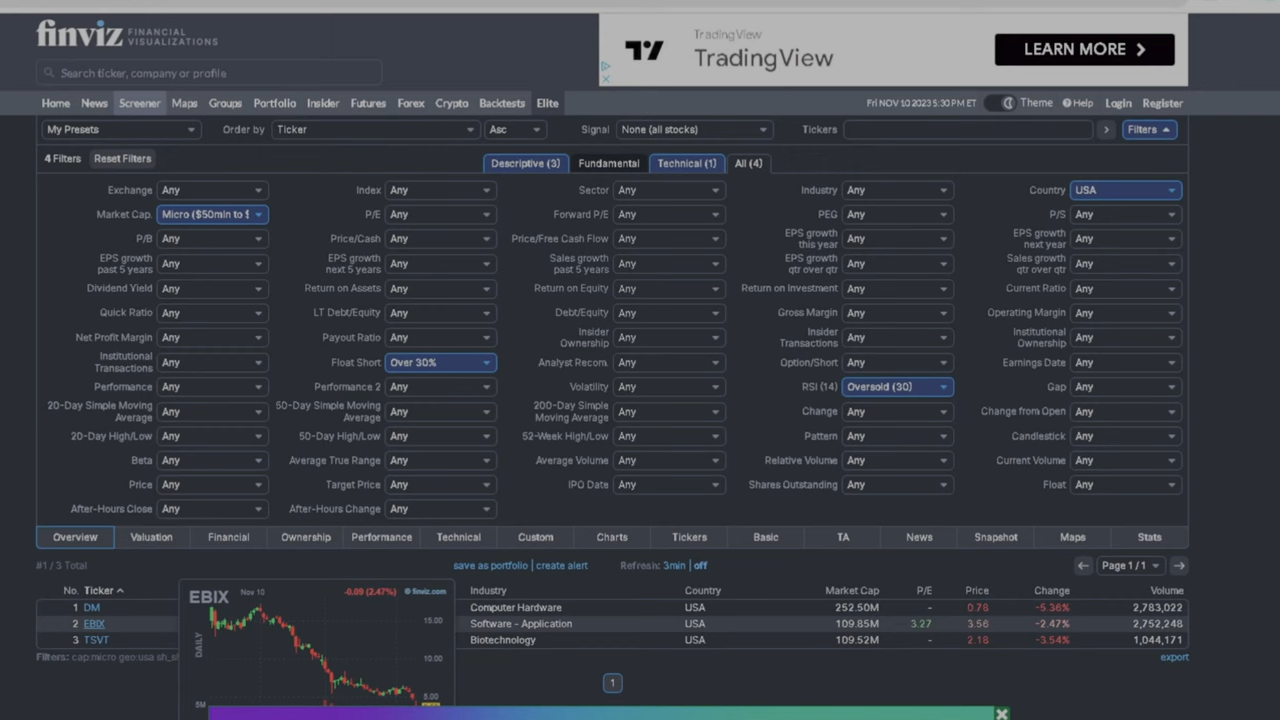 finviz FINANCIAL VISUALIZATIONS
TradingView
TradingView
LEARN MORE
Search ticker, company or profile
Home News Screener Maps Groups Portfolio Insider Futures Forex Crypto Backtests Elite
Fri NOV 10 2023 5:30 PM ET Theme Help Login Register
My Presets Order by Ticker Asc Signal None (all stocks) Tickers Filters
4 Filters Reset Filters Descriptive (3) Fundamental Technical (1) All (4)
Exchange Any Index Any Sector Any Industry Any Country USA
Market Cap. Micro ($50mln to $ P/E Any Forward P/E Any PEG Any P/S Any
P/B Any Price/Cash Any Price/Free Cash Flow Any EPS growth this year Any EPS growth next year Any
EPS growth past 5 years Any EPS growth next 5 years Any Sales growth past 5 years Any EPS growth qtr over qtr Any Sales growth qtr over qtr Any
Dividend Yield Any Return on Assets Any Return on Equity Any Return on Investment Any Current Ratio Any
Quick Ratio Any LT Debt/Equity Any Debt/Equity Any Gross Margin Any Operating Margin Any
Net Profit Margin Any Payout Ratio Any Insider Ownership Any Insider Transactions Any Institutional Ownership Any
Institutional Transactions Any Float Short Over 30% Analyst Recom. Any Option/Short Any Earnings Date Any
Performance Any Performance 2 Any Volatility Any RSI (14) Oversold (30) Gap Any
20-Day Simple Moving Average Any 50-Day Simple Moving Average Any 200-Day Simple Moving Average Any Change Any Change from Open Any
20-Day High/Low Any 50-Day High/Low Any 52-Week High/Low Any Pattern Any Candlestick Any
Beta Any Average True Range Any Average Volume Any Relative Volume Any Current Volume Any
Price Any Target Price Any IPO Date Any Shares Outstanding Any Float Any
After-Hours Close Any After-Hours Change Any
Overview Valuation Financial Ownership Performance Technical Custom Charts Tickers Basic TA News Snapshot Maps Stats
#1 / 3 Total save as portfolio | create alert Refresh: 3min | off Page 1 / 1
No. Ticker Industry Country Market Cap P/E Price Change Volume
1 DM Computer Hardware USA 252.50M - 0.78 -5.36% 2,783,022
2 EBIX Software - Application USA 109.85M 3.27 3.56 -2.47% 2,752,248
3 TSVT Biotechnology USA 109.52M - 2.18 -3.54% 1,044,171
Filters: cap:micro geo:usa sh_s export
EBIX Nov 10 -0.09 (2.47%) © finviz.com
DAILY
15.00
10.00
5.00
5M
1